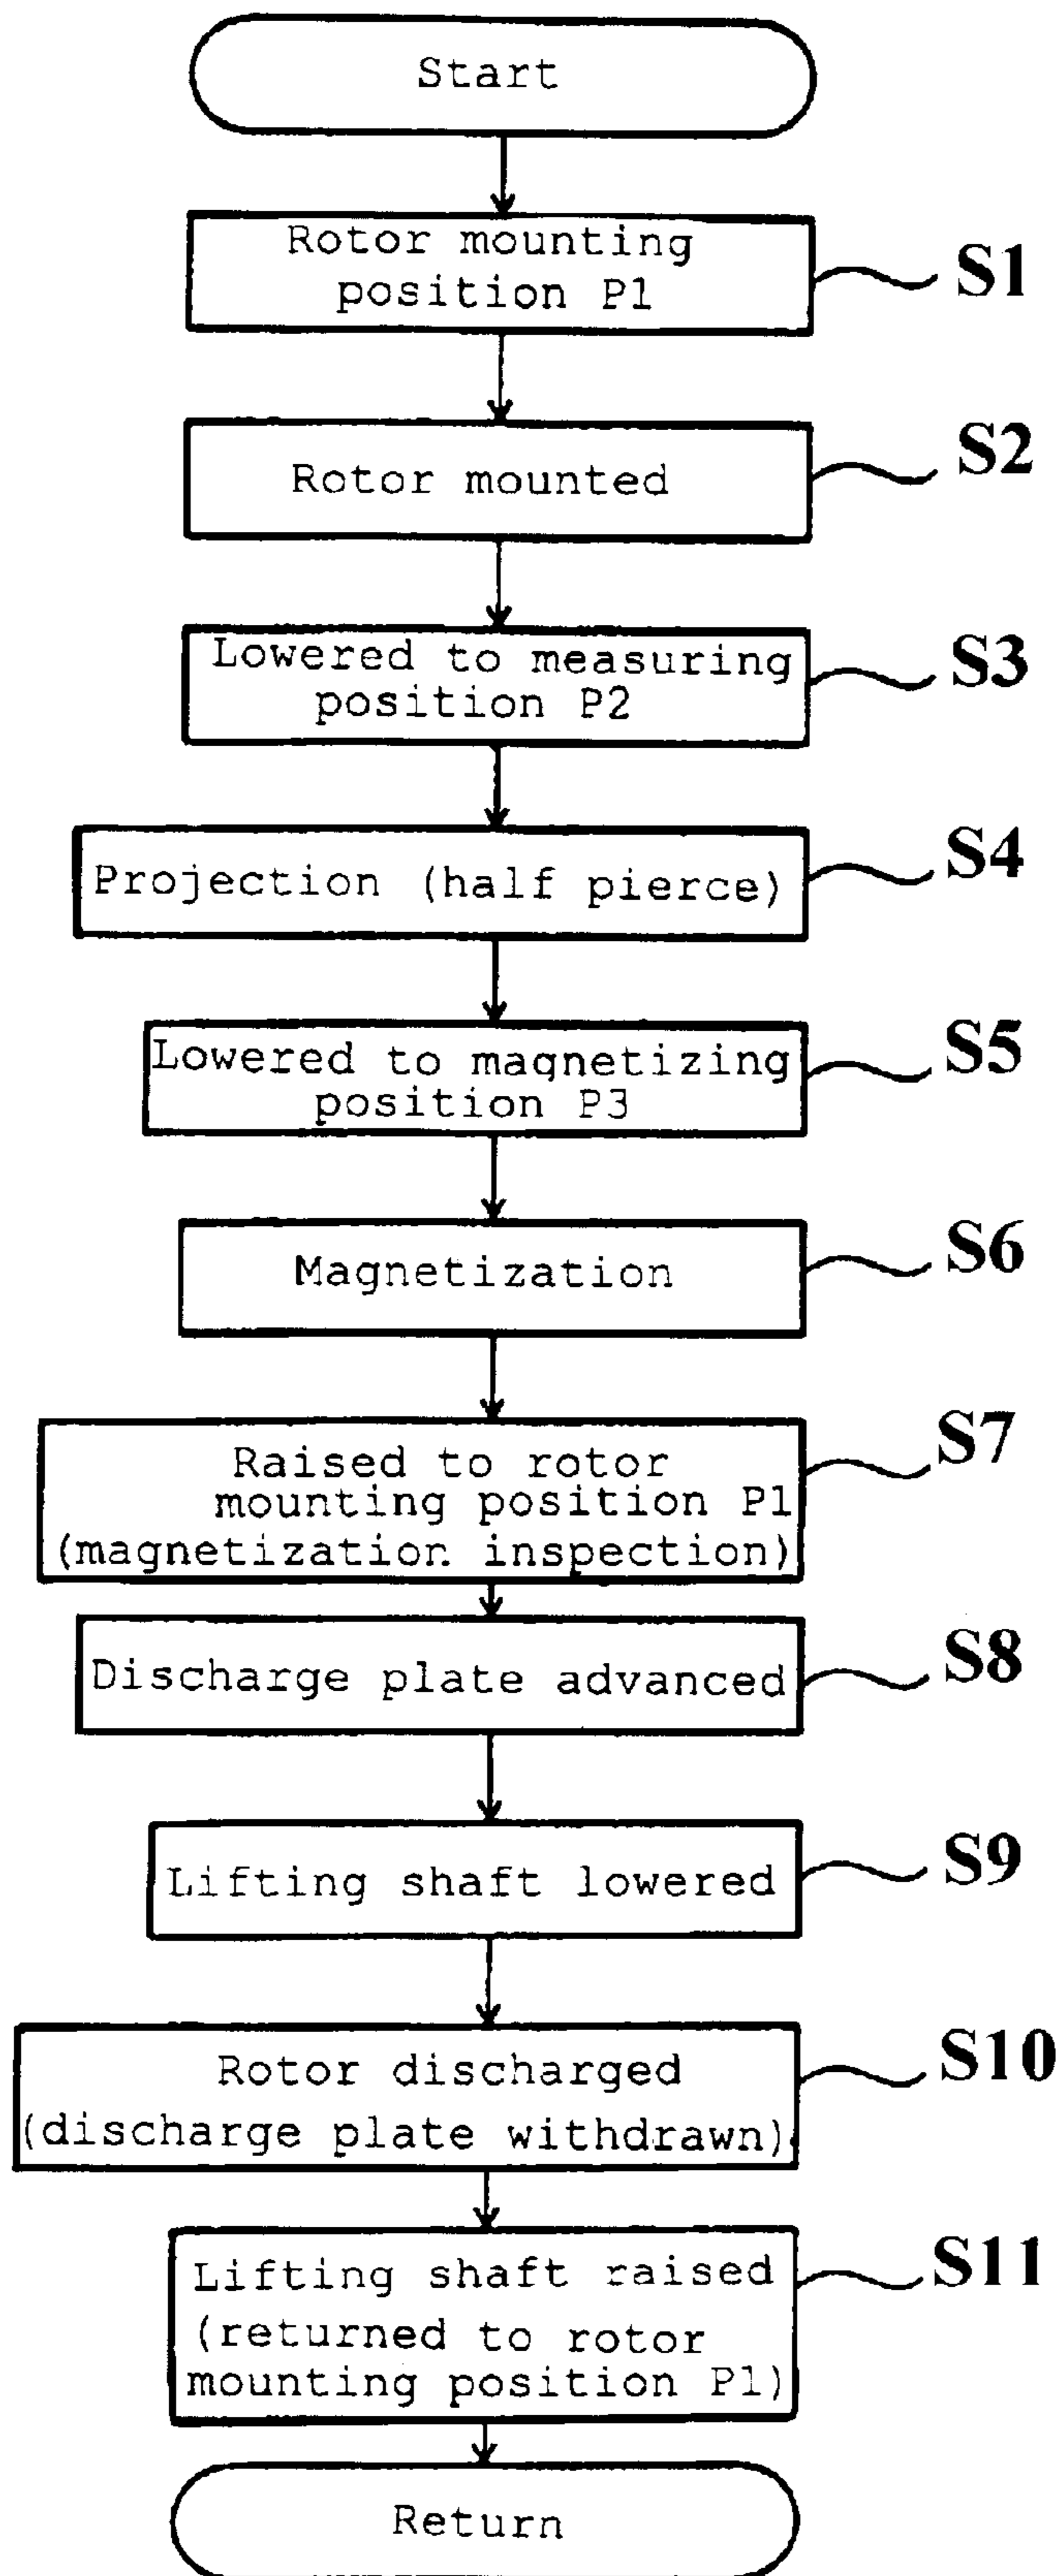 Start
Rotor mounting
position P1
S1
Rotor mounted
S2
Lowered to measuring
position P2
S3
Projection (half pierce)
S4
Lowered to magnetizing
position P3
S5
Magnetization
S6
Raised to rotor
mounting position P1
(magnetization inspection)
S7
Discharge plate advanced
S8
Lifting shaft lowered
S9
Rotor discharged
(discharge plate withdrawn)
S10
Lifting shaft raised
(returned to rotor
mounting position P1)
S11
Return